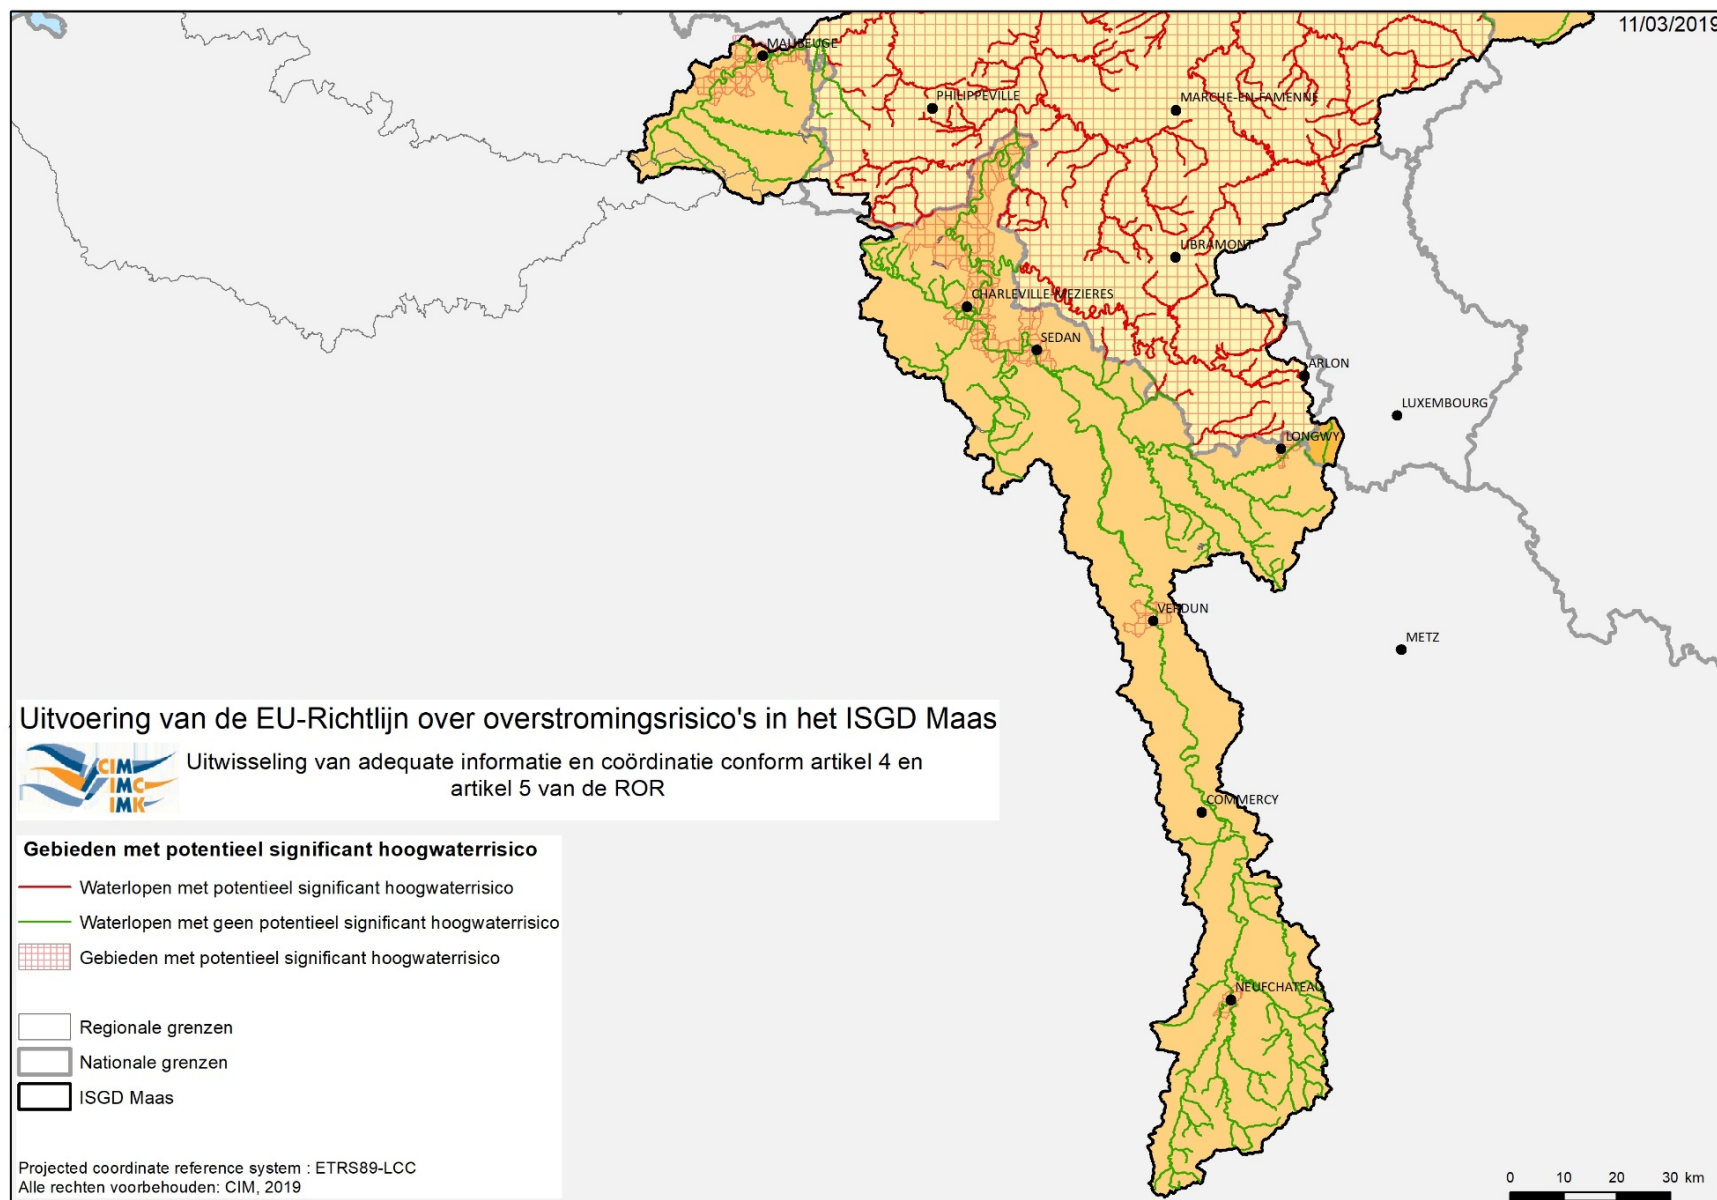 11/03/2019
MAUBEUGE
PHILIPPEVILLE
MARCHE-EN-FAMENNE
LIBRAMONT
CHARLEVILLE-MEZIERES
SEDAN
ARLON
LUXEMBOURG
LONGWY
VERDUN
METZ
Uitvoering van de EU-Richtlijn over overstromingsrisico's in het ISGD Maas
CIM
IMC
IMK
Uitwisseling van adequate informatie en coördinatie conform artikel 4 en
artikel 5 van de ROR
COMMERCY
Gebieden met potentieel significant hoogwaterrisico
Waterlopen met potentieel significant hoogwaterrisico
Waterlopen met geen potentieel significant hoogwaterrisico
Gebieden met potentieel significant hoogwaterrisico
NEUFCHATEAU
Regionale grenzen
Nationale grenzen
ISGD Maas
Projected coordinate reference system : ETRS89-LCC
Alle rechten voorbehouden: CIM, 2019
0 10 20 30 km